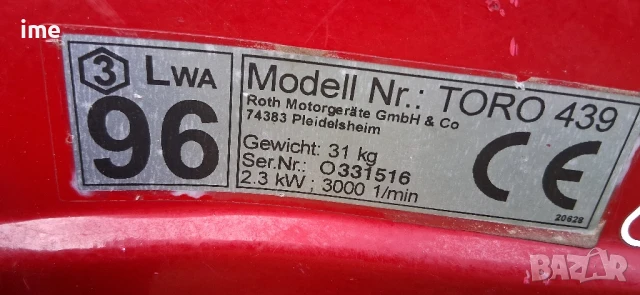 ime
3 LWA
96
Modell Nr.: TORO 439
Roth Motorgeräte GmbH & Co
74383 Pleidelsheim
Gewicht: 31 kg
Ser.Nr.: O331516
2.3 kW ; 3000 1/min
CE
20628
BAZAR